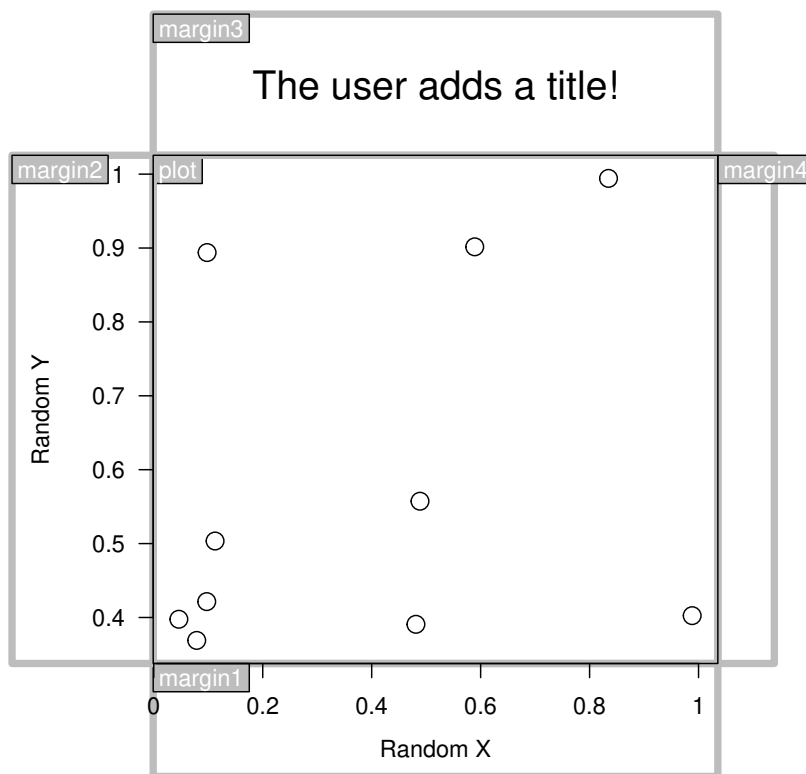 margin3
The user adds a title!
margin2
plot
margin4
1
0.9
0.8
0.7
0.6
0.5
0.4
Random Y
margin1
0 0.2 0.4 0.6 0.8 1
Random X